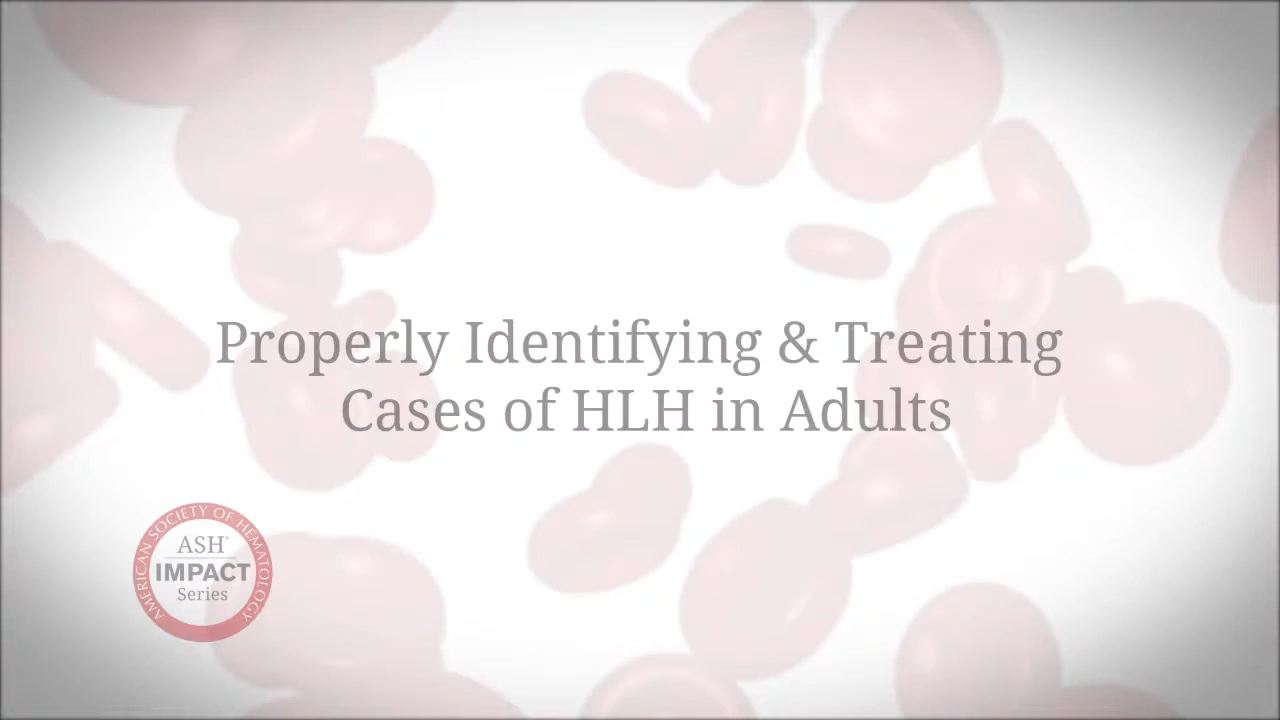 Properly Identifying & Treating
Cases of HLH in Adults
AMERICAN SOCIETY OF HEMATOLOGY
ASH®
IMPACT
Series